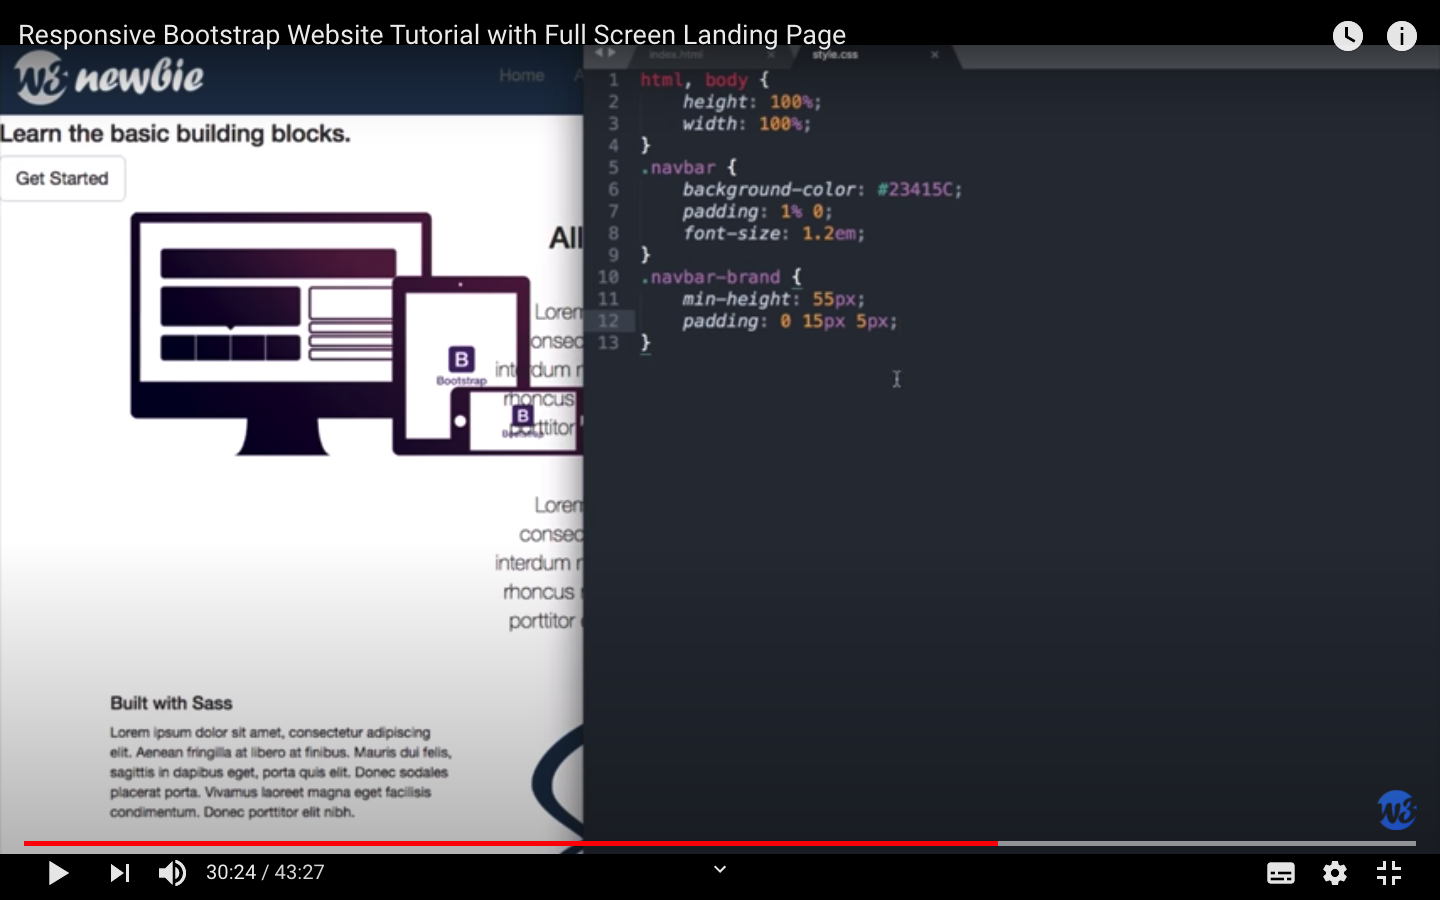 Responsive Bootstrap Website Tutorial with Full Screen Landing Page
W3 newbie
Home A
Learn the basic building blocks.
Get Started
All
Lorem
consec
interdum r
rhoncus
porttitor
B
Bootstrap
B
Bootstrap
Lorem
consec
interdum r
rhoncus
porttitor
Built with Sass
Lorem ipsum dolor sit amet, consectetur adipiscing
elit. Aenean fringilla at libero at finibus. Mauris dui felis,
sagittis in dapibus eget, porta quis elit. Donec sodales
placerat porta. Vivamus laoreet magna eget facilisis
condimentum. Donec porttitor elit nibh.
index.html × style.css ×
1 html, body {
2 height: 100%;
3 width: 100%;
4 }
5 .navbar {
6 background-color: #23415C;
7 padding: 1% 0;
8 font-size: 1.2em;
9 }
10 .navbar-brand {
11 min-height: 55px;
12 padding: 0 15px 5px;
13 }
W3
30:24 / 43:27